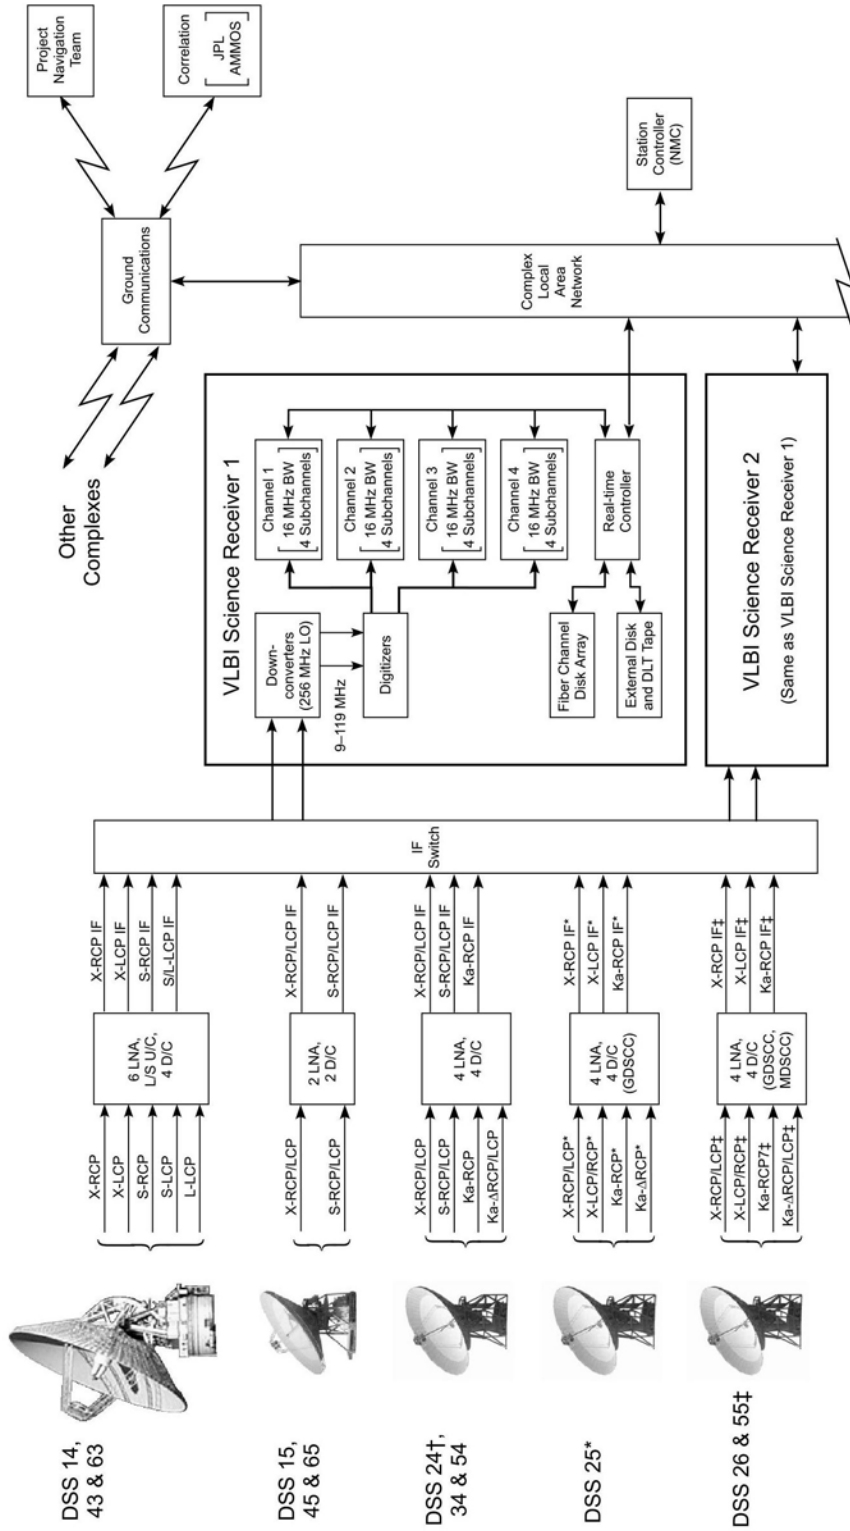 DSS 14,
43 & 63
X-RCP
X-LCP
S-RCP
S-LCP
L-LCP
6 LNA,
L/S U/C,
4 D/C
X-RCP IF
X-LCP IF
S-RCP IF
S/L-LCP IF
DSS 15,
45 & 65
X-RCP/LCP
S-RCP/LCP
2 LNA,
2 D/C
X-RCP/LCP IF
S-RCP/LCP IF
DSS 24†,
34 & 54
X-RCP/LCP
S-RCP/LCP
Ka-RCP
Ka-ΔRCP/LCP
4 LNA,
4 D/C
X-RCP/LCP IF
S-RCP/LCP IF
Ka-RCP IF
DSS 25*
X-RCP/LCP*
X-LCP/RCP*
Ka-RCP*
Ka-ΔRCP*
4 LNA,
4 D/C
(GDSCC)
X-RCP IF*
X-LCP IF*
Ka-RCP IF*
DSS 26 & 55‡
X-RCP/LCP‡
X-LCP/RCP‡
Ka-RCP7‡
Ka-ΔRCP/LCP‡
4 LNA,
4 D/C
(GDSCC,
MDSCC)
X-RCP IF‡
X-LCP IF‡
Ka-RCP IF‡
IF
Switch
VLBI Science Receiver 1
Down-
converters
(256 MHz LO)
9–119 MHz
Digitizers
Channel 1
16 MHz BW
4 Subchannels
Channel 2
16 MHz BW
4 Subchannels
Channel 3
16 MHz BW
4 Subchannels
Channel 4
16 MHz BW
4 Subchannels
Fiber Channel
Disk Array
External Disk
and DLT Tape
Real-time
Controller
VLBI Science Receiver 2
(Same as VLBI Science Receiver 1)
Other
Complexes
Ground
Communications
Complex
Local
Area
Network
Project
Navigation
Team
Correlation
JPL
AMMOS
Station
Controller
(NMC)